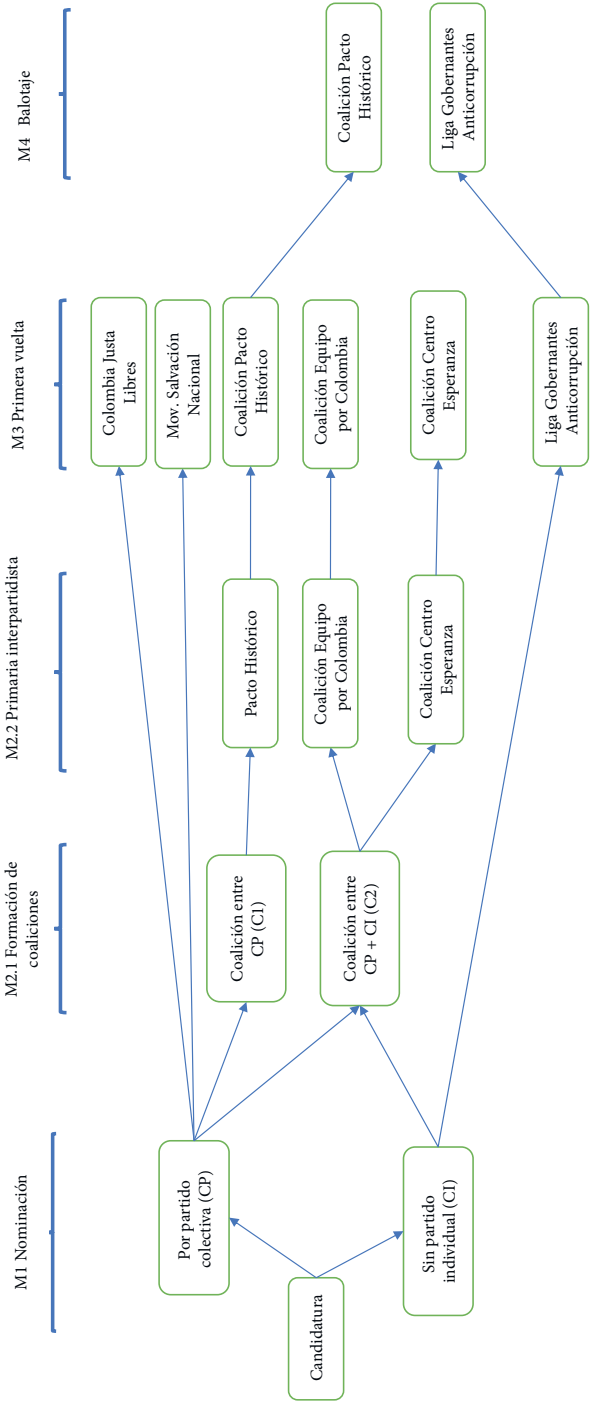 M1 Nominación
M2.1 Formación de
coaliciones
M2.2 Primaria interpartidista
M3 Primera vuelta
M4 Balotaje
Candidatura
Por partido
colectiva (CP)
Sin partido
individual (CI)
Coalición entre
CP (C1)
Coalición entre
CP + CI (C2)
Pacto Histórico
Coalición Equipo
por Colombia
Coalición Centro
Esperanza
Colombia Justa
Libres
Mov. Salvación
Nacional
Coalición Pacto
Histórico
Coalición Equipo
por Colombia
Coalición Centro
Esperanza
Liga Gobernantes
Anticorrupción
Coalición Pacto
Histórico
Liga Gobernantes
Anticorrupción